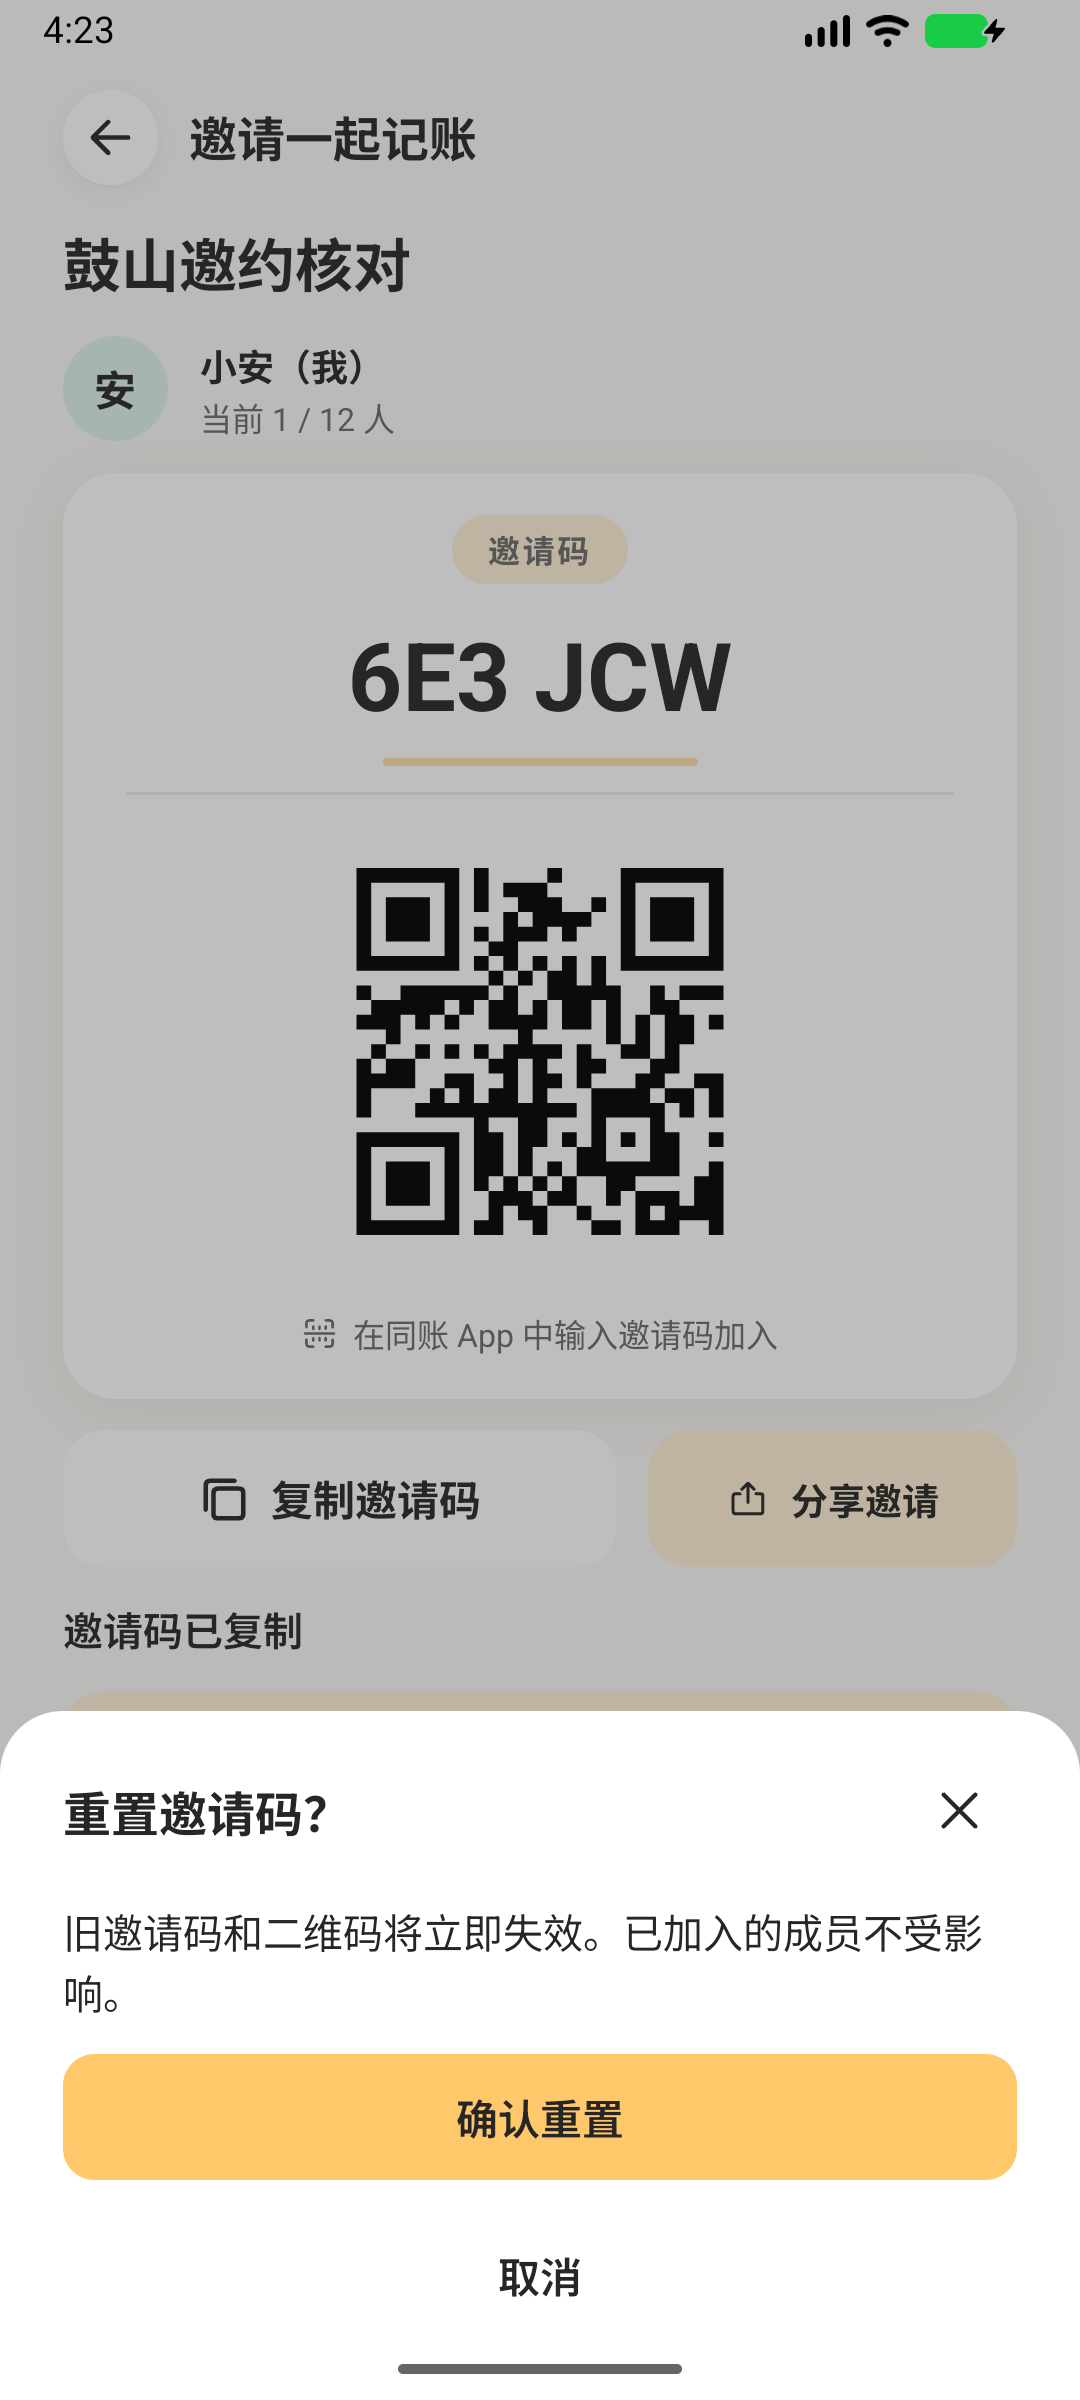 4:23
邀请一起记账
鼓山邀约核对
安
小安（我）
当前 1 / 12 人
邀请码
6E3 JCW
在同账 App 中输入邀请码加入
复制邀请码
分享邀请
邀请码已复制
重置邀请码？
旧邀请码和二维码将立即失效。已加入的成员不受影
响。
确认重置
取消